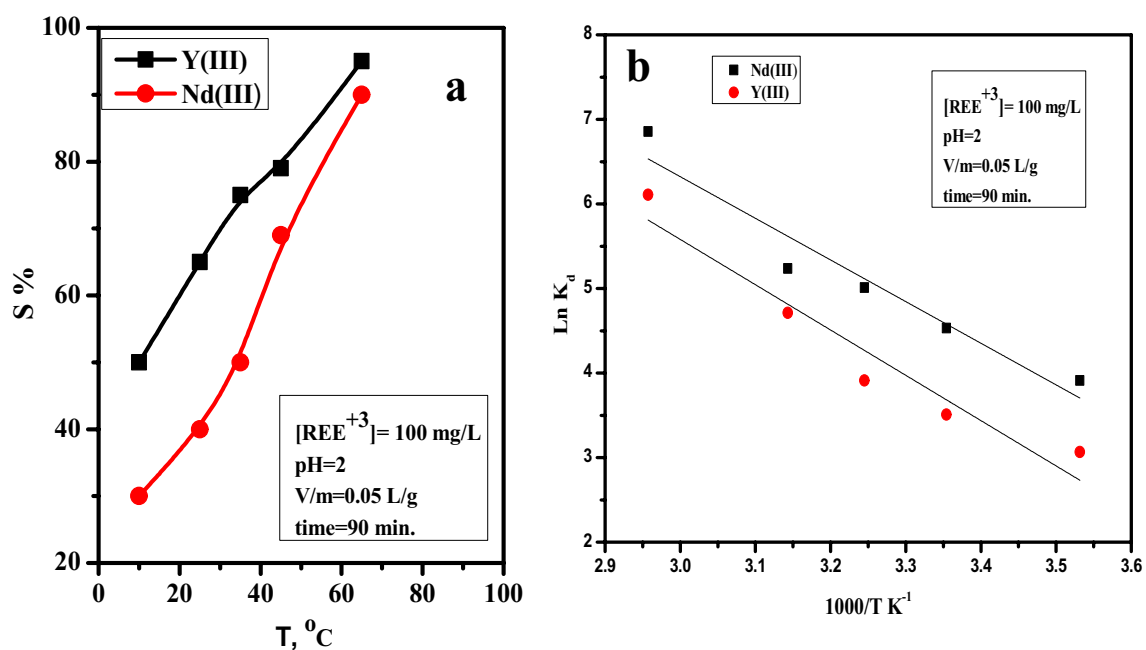 100
80
60
40
20
S %
Y(III)
Nd(III)
a
[REE+3]= 100 mg/L
pH=2
V/m=0.05 L/g
time=90 min.
0 20 40 60 80 100
T, oC
8
7
6
5
4
3
2
Ln Kd
b
Nd(III)
Y(III)
[REE+3]= 100 mg/L
pH=2
V/m=0.05 L/g
time=90 min.
2.9 3.0 3.1 3.2 3.3 3.4 3.5 3.6
1000/T K-1